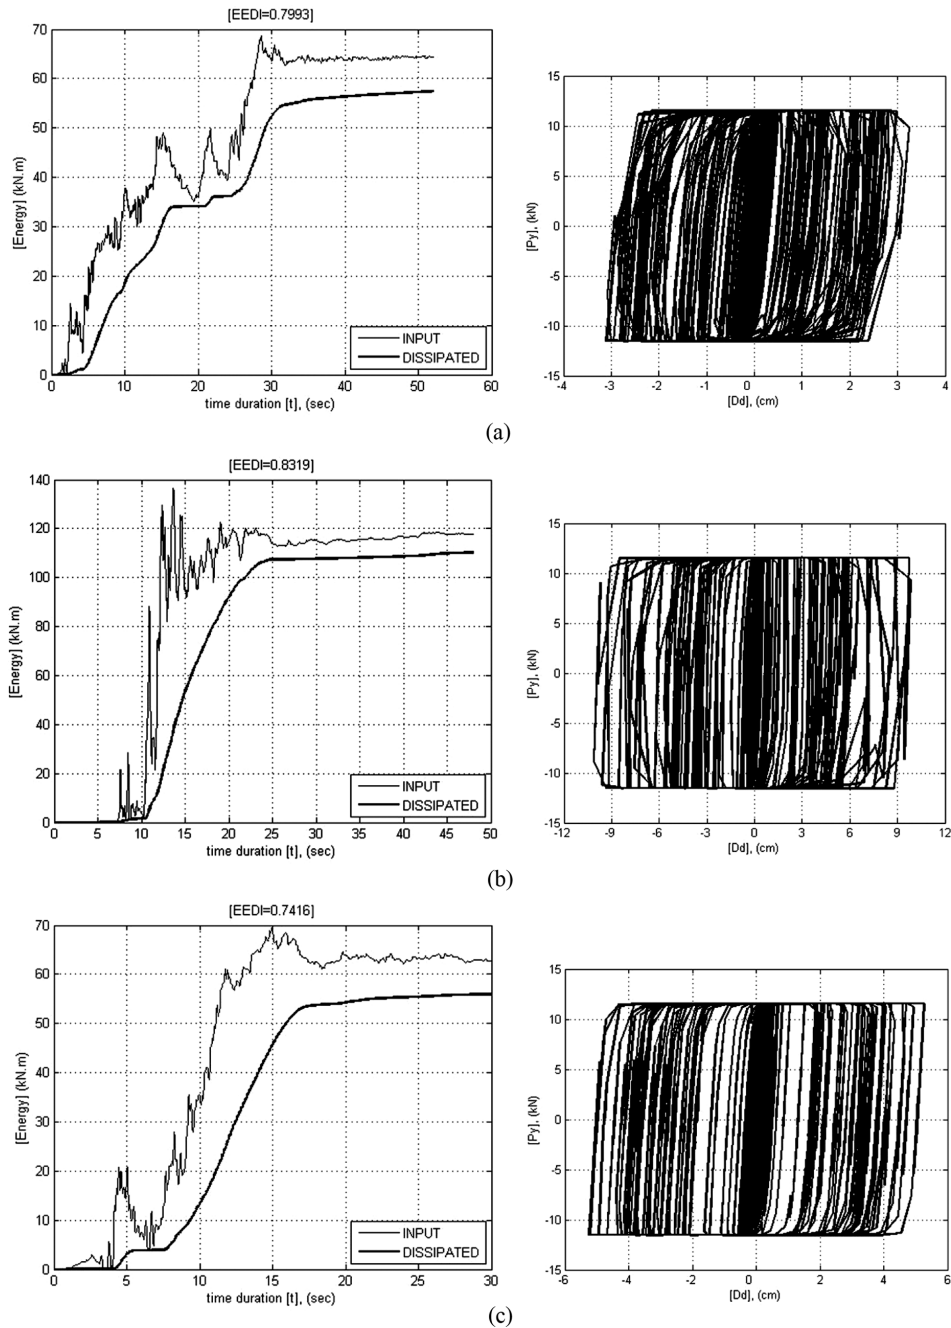 [EEDI=0.7993]
70
60
50
40
30
20
10
0
[Energy] (kN.m)
0 10 20 30 40 50 60
time duration [t], (sec)
INPUT
DISSIPATED
15
10
5
0
-5
-10
-15
[Py] (kN)
-4 -3 -2 -1 0 1 2 3 4
[Dd], (cm)
(a)
[EEDI=0.8319]
140
120
100
80
60
40
20
0
[Energy] (kN.m)
0 5 10 15 20 25 30 35 40 45 50
time duration [t], (sec)
INPUT
DISSIPATED
15
10
5
0
-5
-10
-15
[Py] (kN)
-12 -9 -6 -3 0 3 6 9 12
[Dd], (cm)
(b)
[EEDI=0.7416]
70
60
50
40
30
20
10
0
[Energy] (kN.m)
0 5 10 15 20 25 30
time duration [t], (sec)
INPUT
DISSIPATED
15
10
5
0
-5
-10
-15
[Py] (kN)
-6 -4 -2 0 2 4 6
[Dd], (cm)
(c)